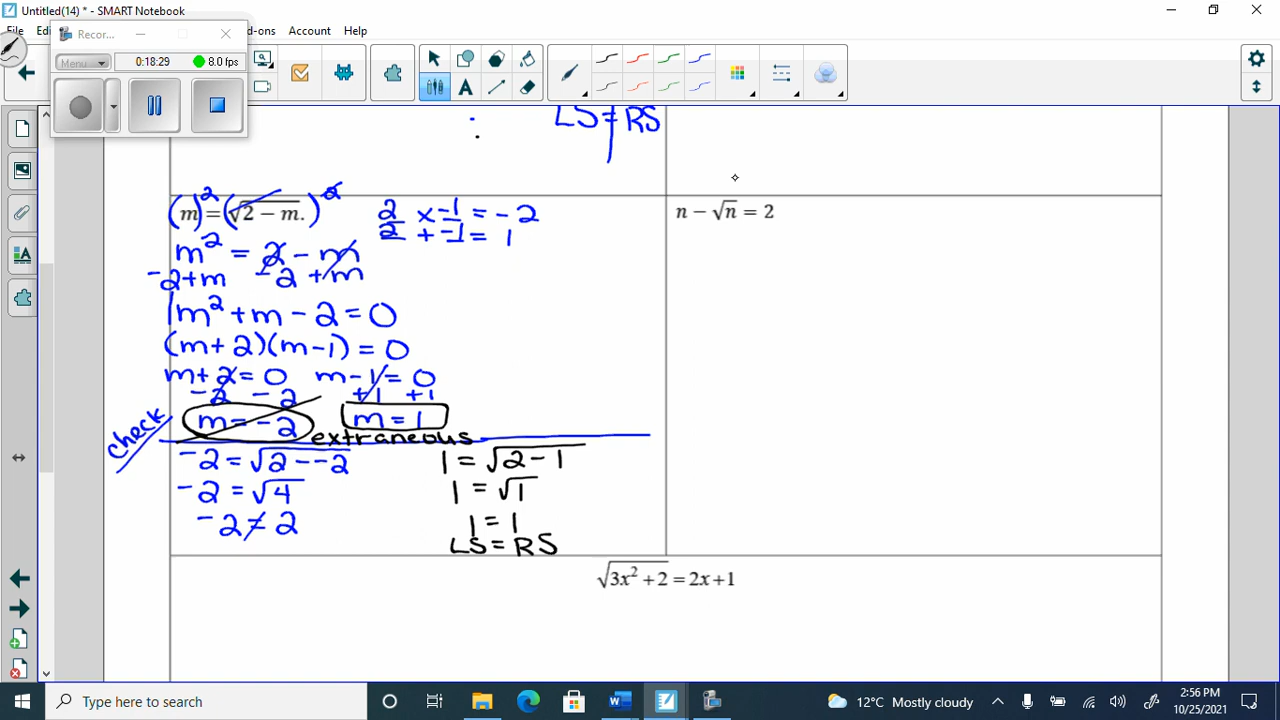 Untitled(14) * - SMART Notebook
File Ed
d-ons Account Help
Recor...
Menu 0:18:29 8.0 fps
LS = RS
(m)² = (√2 − m.)² 2 x -1 = -2
2 + -1 = 1
m² = 2 - m
-2+m -2 +m
1m² + m - 2 = 0
(m+2)(m-1) = 0
m+2=0 m-1=0
-2 -2 +1 +1
check m=-2 m=1
extraneous
-2 = √2--2 1 = √2-1
-2 = √4 1 = √1
-2 ≠ 2 1 = 1
LS = RS
n − √n = 2
√3x² + 2 = 2x + 1
Type here to search
12°C Mostly cloudy
2:56 PM
10/25/2021